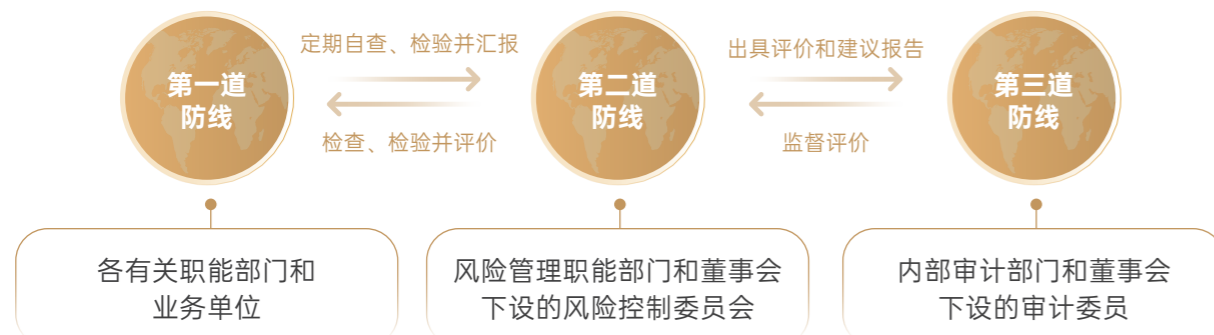 定期自查、检验并汇报
出具评价和建议报告
第一道
防线
第二道
防线
第三道
防线
检查、检验并评价
监督评价
各有关职能部门和
业务单位
风险管理职能部门和董事会
下设的风险控制委员会
内部审计部门和董事会
下设的审计委员